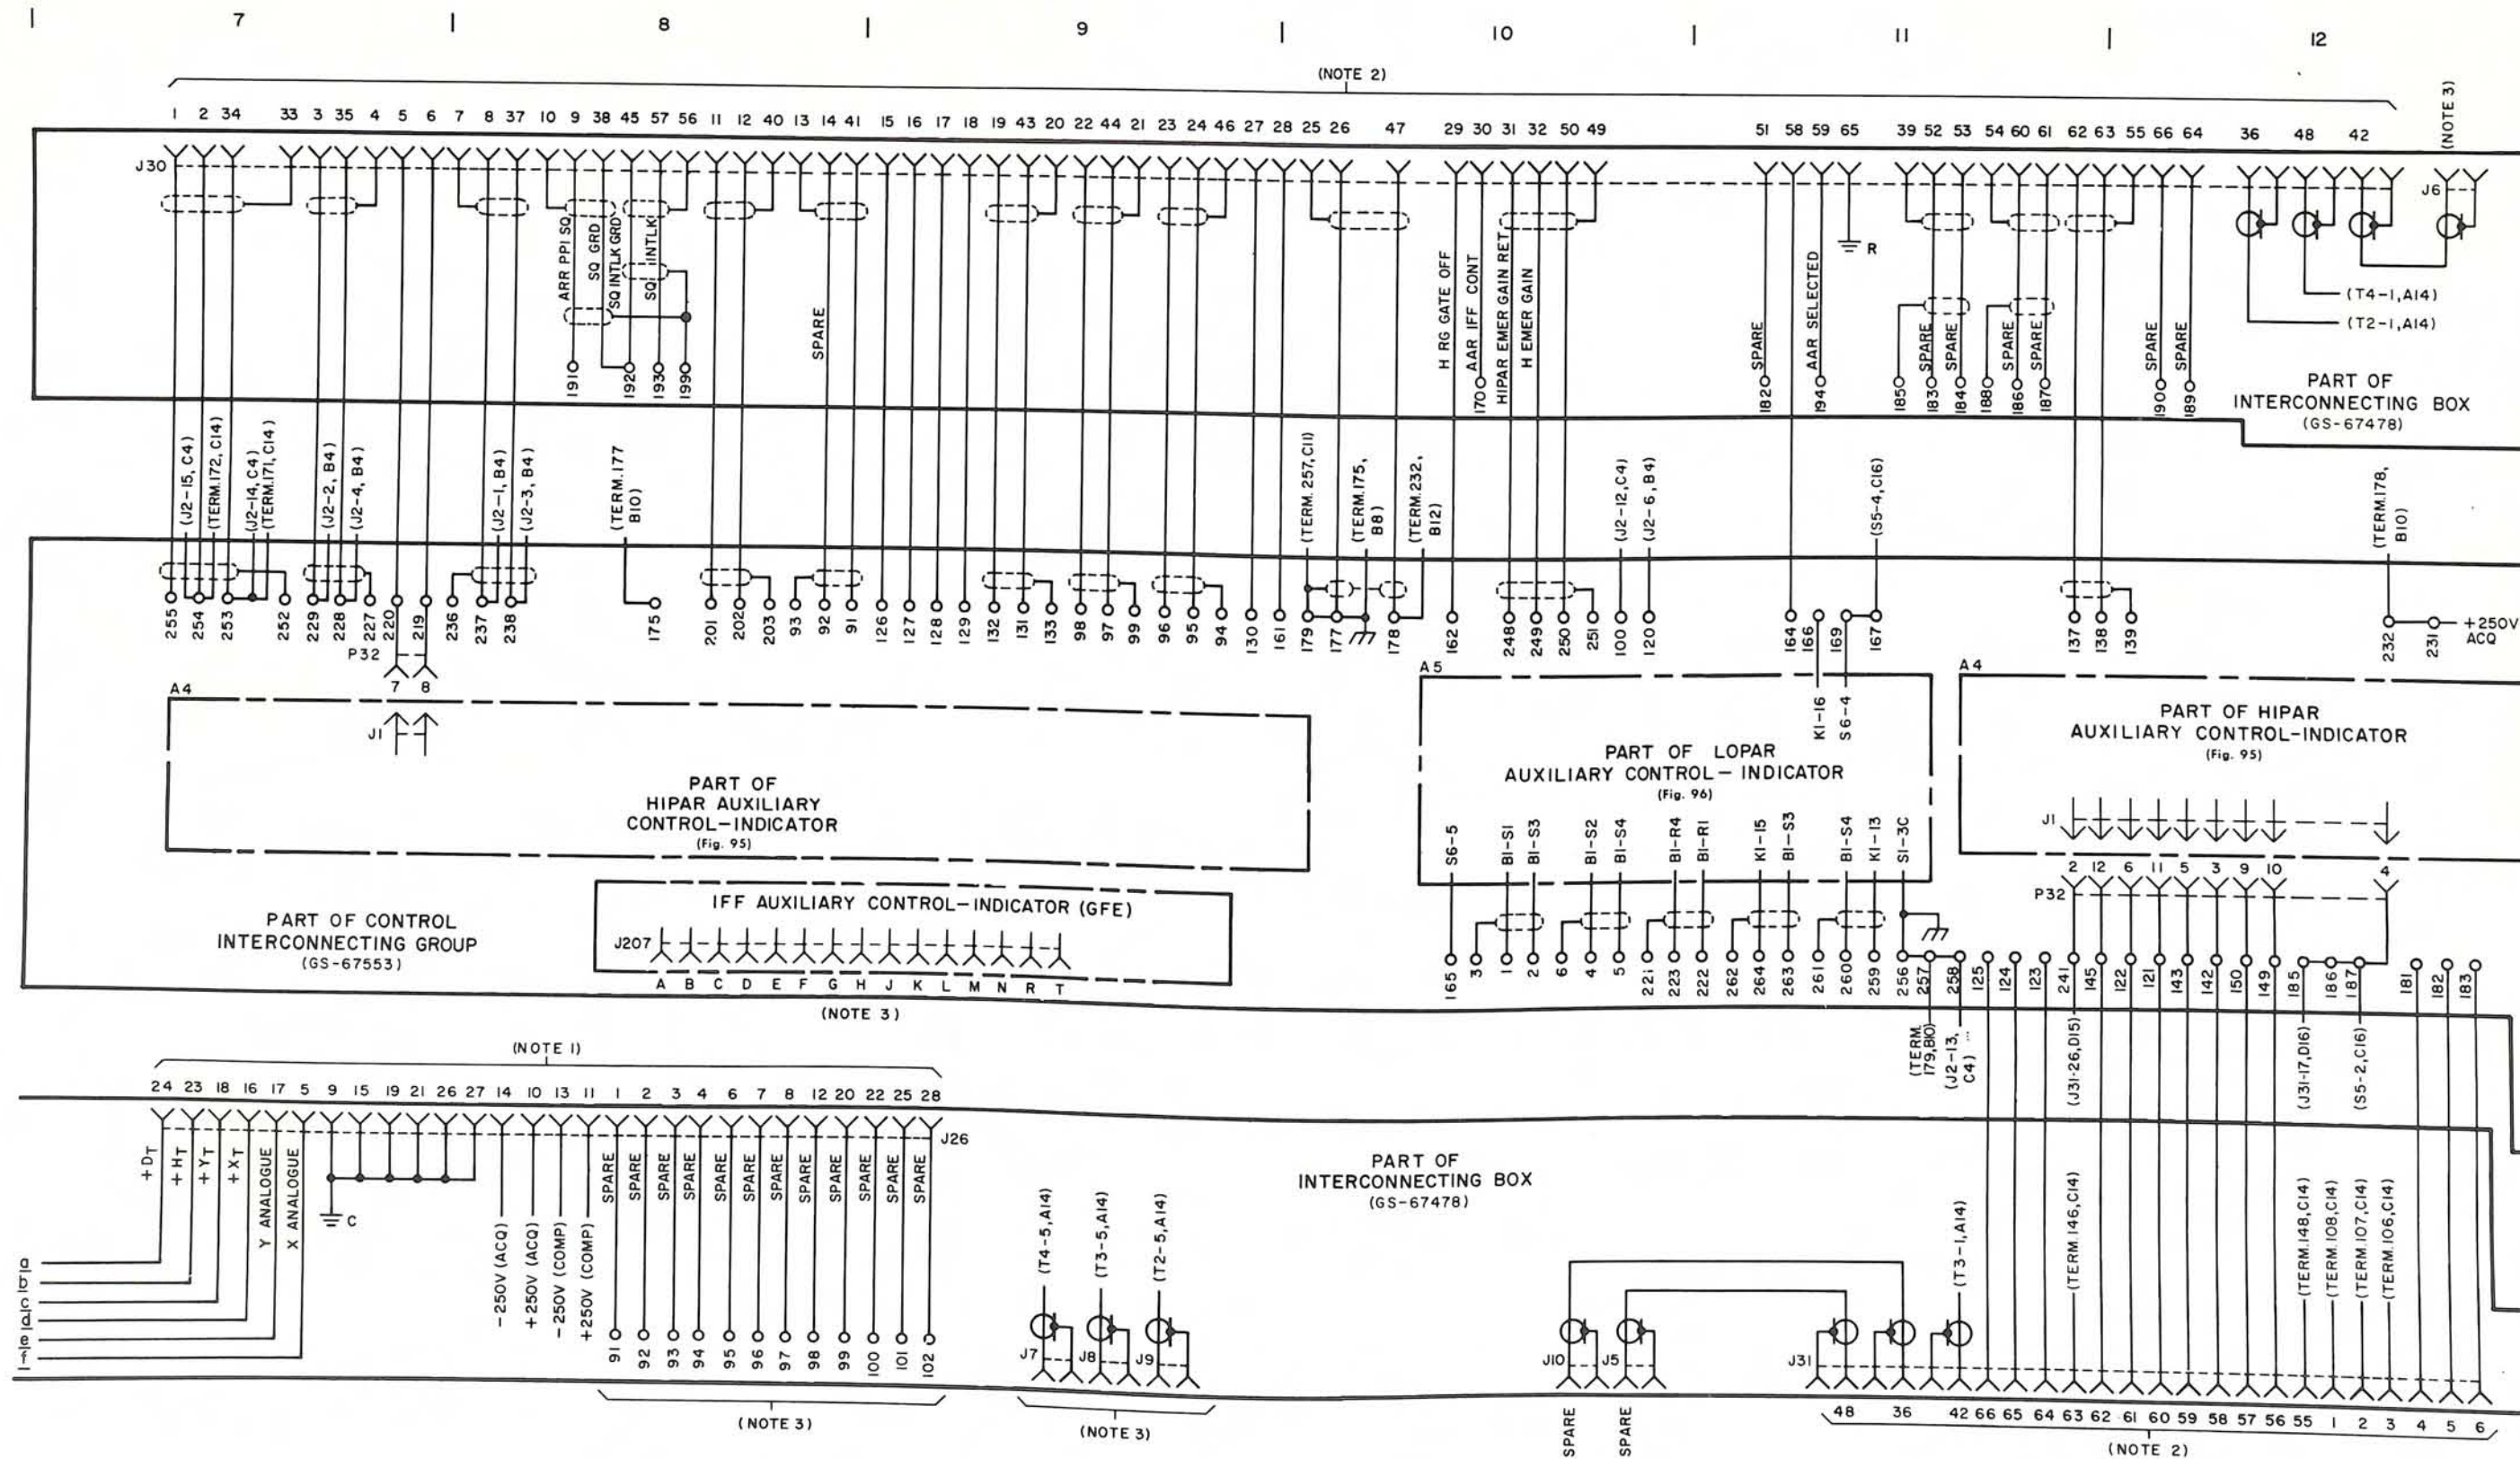 7 8 9 10 11 12
(NOTE 2)
(NOTE 3)
1 2 34 33 3 35 4 5 6 7 8 37 10 9 38 45 57 56 11 12 40 13 14 41 15 16 17 18 19 43 20 22 44 21 23 24 46 27 28 25 26 47 29 30 31 32 50 49 51 58 59 65 39 52 53 54 60 61 62 63 55 66 64 36 48 42
J30
J6
ARR PPI SQ
SQ GRD
SQ INTLK GRD
SQ INTLK
SPARE
H RG GATE OFF
AAR IFF CONT
HIPAR EMER GAIN RET
H EMER GAIN
SPARE
AAR SELECTED
R
SPARE
SPARE
SPARE
SPARE
SPARE
SPARE
(T4-1,A14)
(T2-1,A14)
191 192 193 199 170 182 194 185 183 184 188 186 187 190 189
PART OF
INTERCONNECTING BOX
(GS-67478)
(J2-15, C4)
(TERM.172, C14)
(J2-14, C4)
(TERM.171, C14)
(J2-2, B4)
(J2-4, B4)
(J2-1, B4)
(J2-3, B4)
(TERM.177
B10)
(TERM. 257,C11)
(TERM.175,
B8)
(TERM.232,
B12)
(J2-12,C4)
(J2-6, B4)
(S5-4,C16)
(TERM.178,
B10)
255 254 253 252 229 228 227 220 219 236 237 238 175 201 202 203 93 92 91 126 127 128 129 132 131 133 98 97 99 96 95 94 130 161 179 177 178 162 248 249 250 251 100 120 164 166 169 167 137 138 139 232 231
+250V
ACQ
P32
7 8
A4
J1
A5
K1-16
S6-4
A4
PART OF
HIPAR AUXILIARY
CONTROL-INDICATOR
(Fig. 95)
PART OF LOPAR
AUXILIARY CONTROL- INDICATOR
(Fig. 96)
PART OF HIPAR
AUXILIARY CONTROL-INDICATOR
(Fig. 95)
S6-5
B1-S1
B1-S3
B1-S2
B1-S4
B1-R4
B1-R1
K1-15
B1-S3
B1-S4
K1-13
S1-3C
J1
2 12 6 11 5 3 9 10 4
P32
PART OF CONTROL
INTERCONNECTING GROUP
(GS-67553)
IFF AUXILIARY CONTROL-INDICATOR (GFE)
J207
A B C D E F G H J K L M N R T
(NOTE 3)
165 3 1 2 6 4 5 221 223 222 262 264 263 261 260 259 256 257 258 125 124 123 241 145 122 121 143 142 150 149 185 186 187 181 182 183
(TERM.
179,B10)
(J2-13,
C4)
(J31-26,D15)
(J31-17,D16)
(S5-2,C16)
(NOTE 1)
24 23 18 16 17 5 9 15 19 21 26 27 14 10 13 11 1 2 3 4 6 7 8 12 20 22 25 28
J26
+DT
+HT
+YT
+XT
Y ANALOGUE
X ANALOGUE
C
-250V (ACQ)
+250V (ACQ)
-250V (COMP)
+250V (COMP)
SPARE
SPARE
SPARE
SPARE
SPARE
SPARE
SPARE
SPARE
SPARE
SPARE
SPARE
SPARE
a
b
c
d
e
f
91 92 93 94 95 96 97 98 99 100 101 102
(NOTE 3)
(T4-5,A14)
(T3-5,A14)
(T2-5,A14)
J7 J8 J9
(NOTE 3)
PART OF
INTERCONNECTING BOX
(GS-67478)
(T3-1,A14)
(TERM.146,C14)
(TERM.148,C14)
(TERM.108,C14)
(TERM.107,C14)
(TERM.106,C14)
J10 J5 J31
SPARE
SPARE
48 36 42 66 65 64 63 62 61 60 59 58 57 56 55 1 2 3 4 5 6
(NOTE 2)